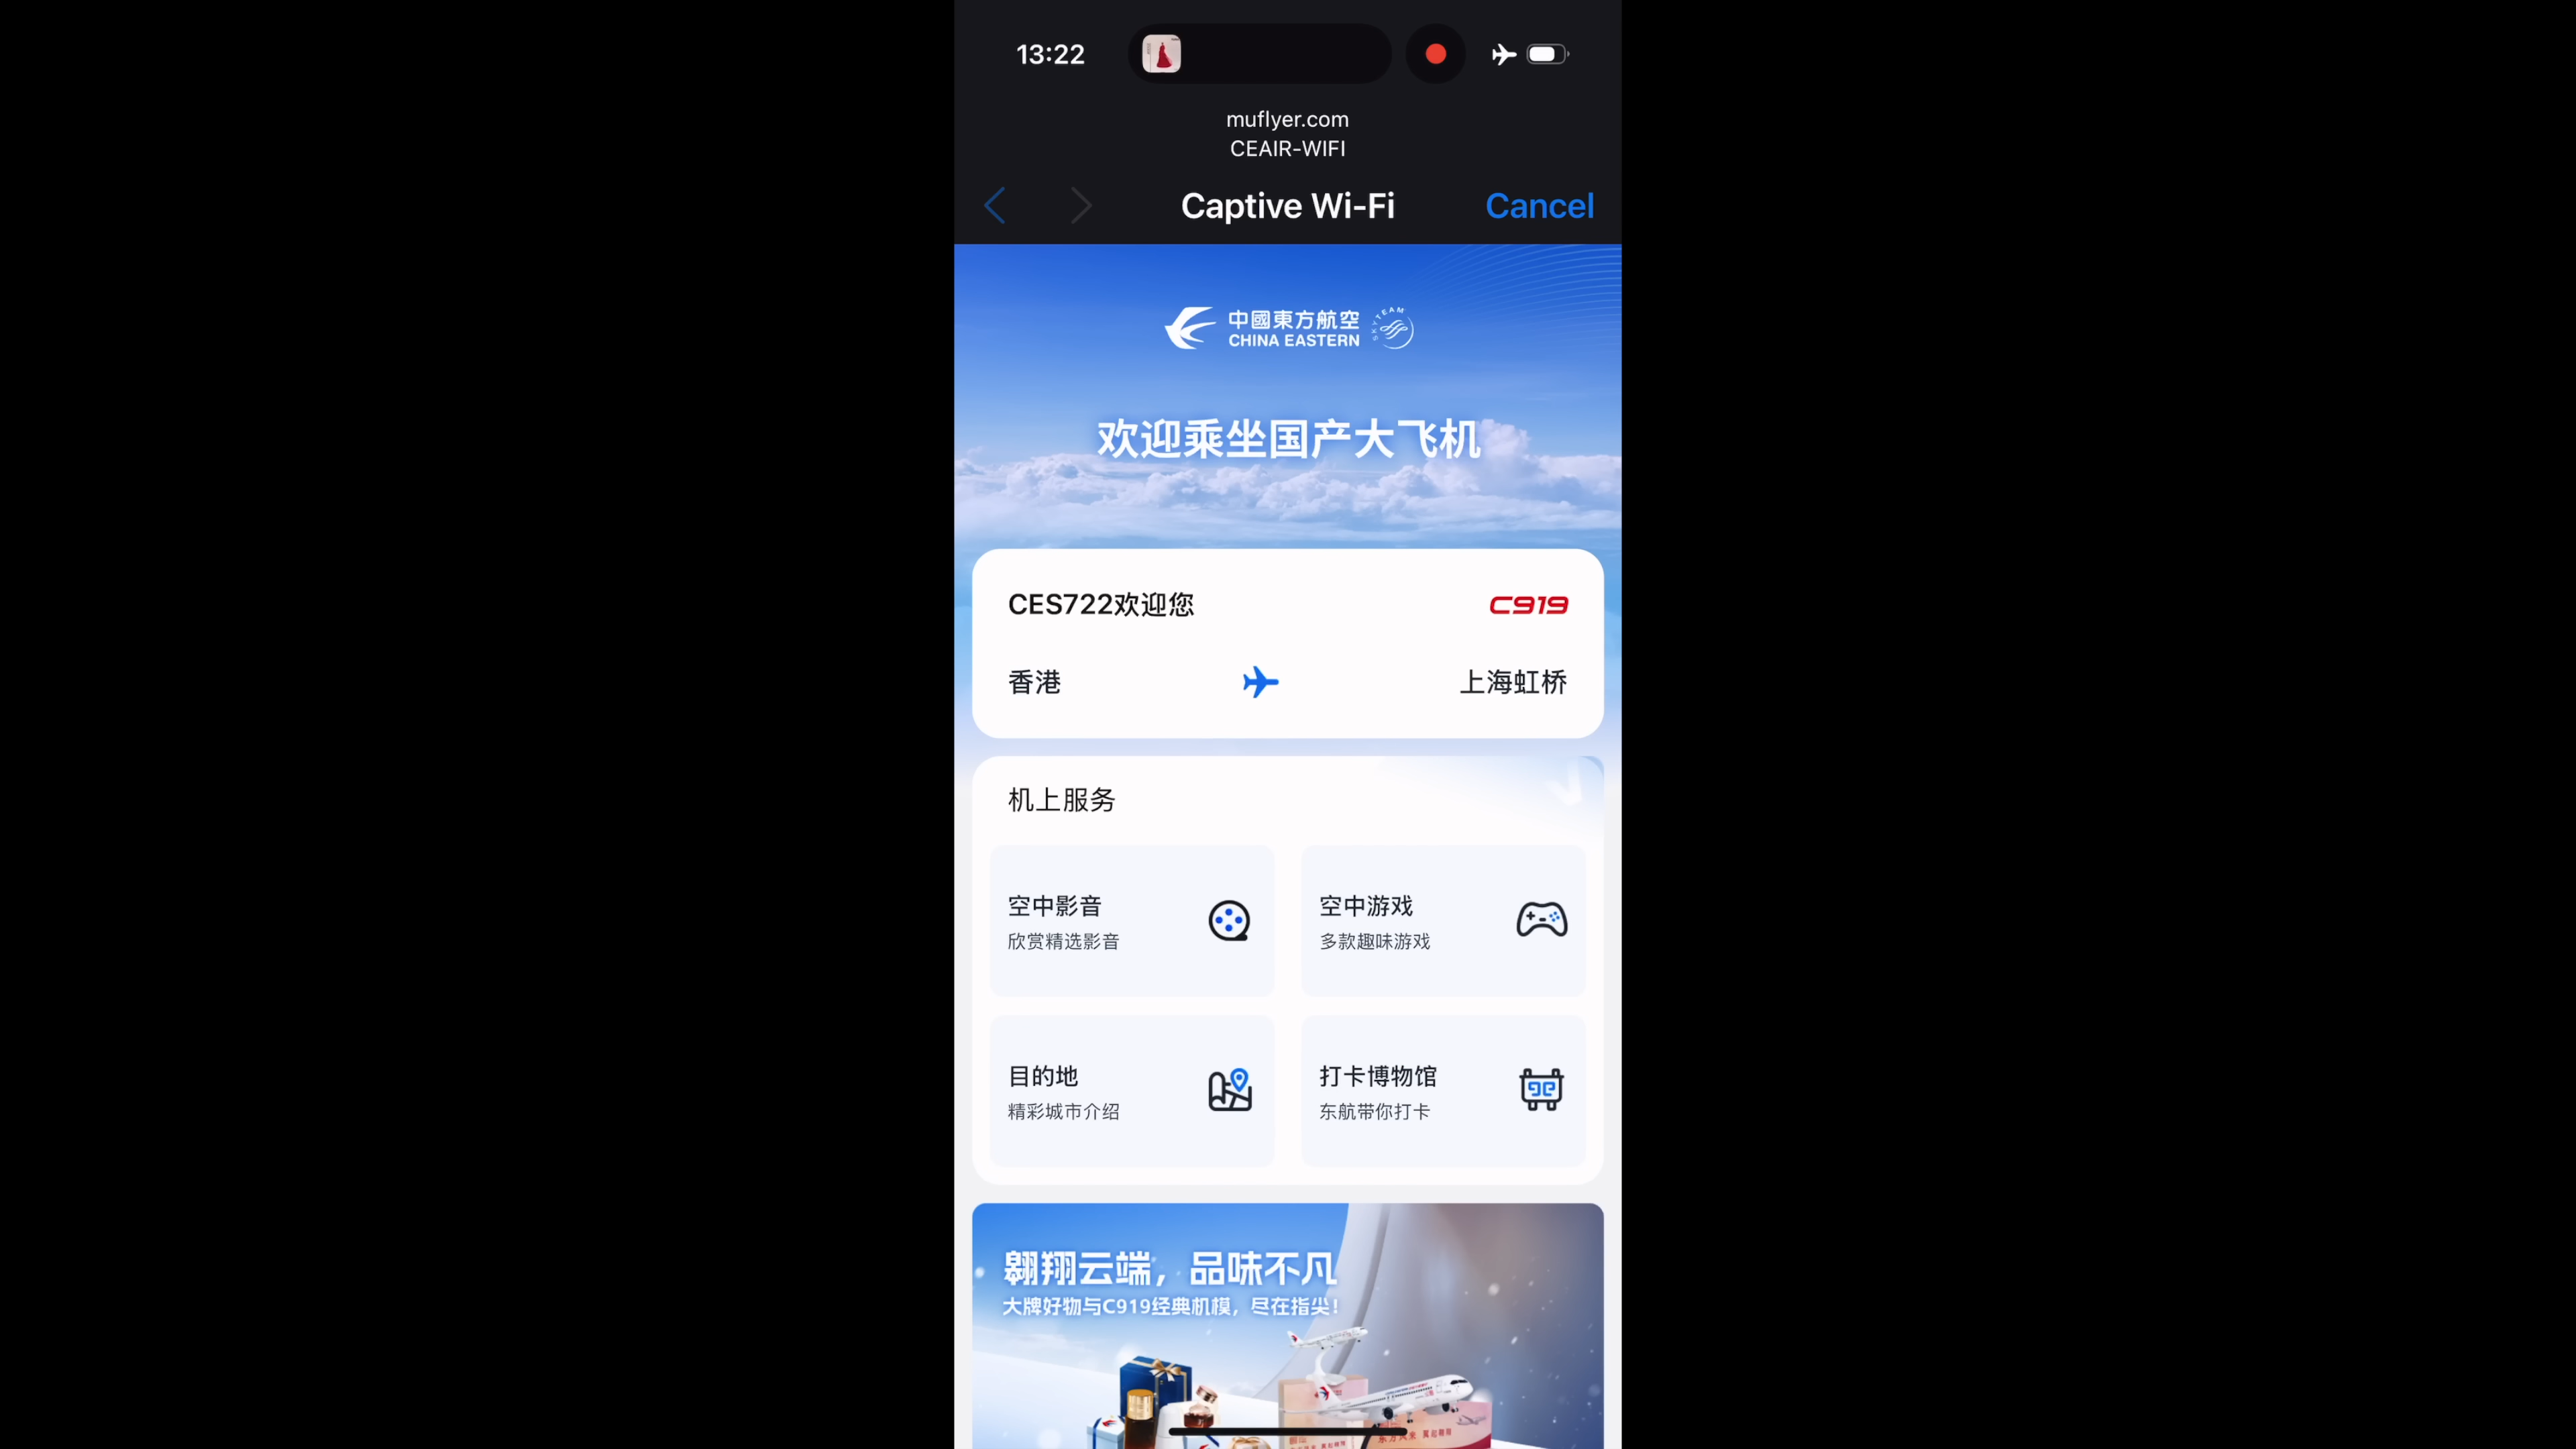 13:22
muflyer.com
CEAIR-WIFI
Captive Wi-Fi
Cancel
中國東方航空
CHINA EASTERN
SKYTEAM
欢迎乘坐国产大飞机
CES722欢迎您
C919
香港
上海虹桥
机上服务
空中影音
欣赏精选影音
空中游戏
多款趣味游戏
目的地
精彩城市介绍
打卡博物馆
东航带你打卡
翱翔云端，品味不凡
大牌好物与C919经典机模，尽在指尖！